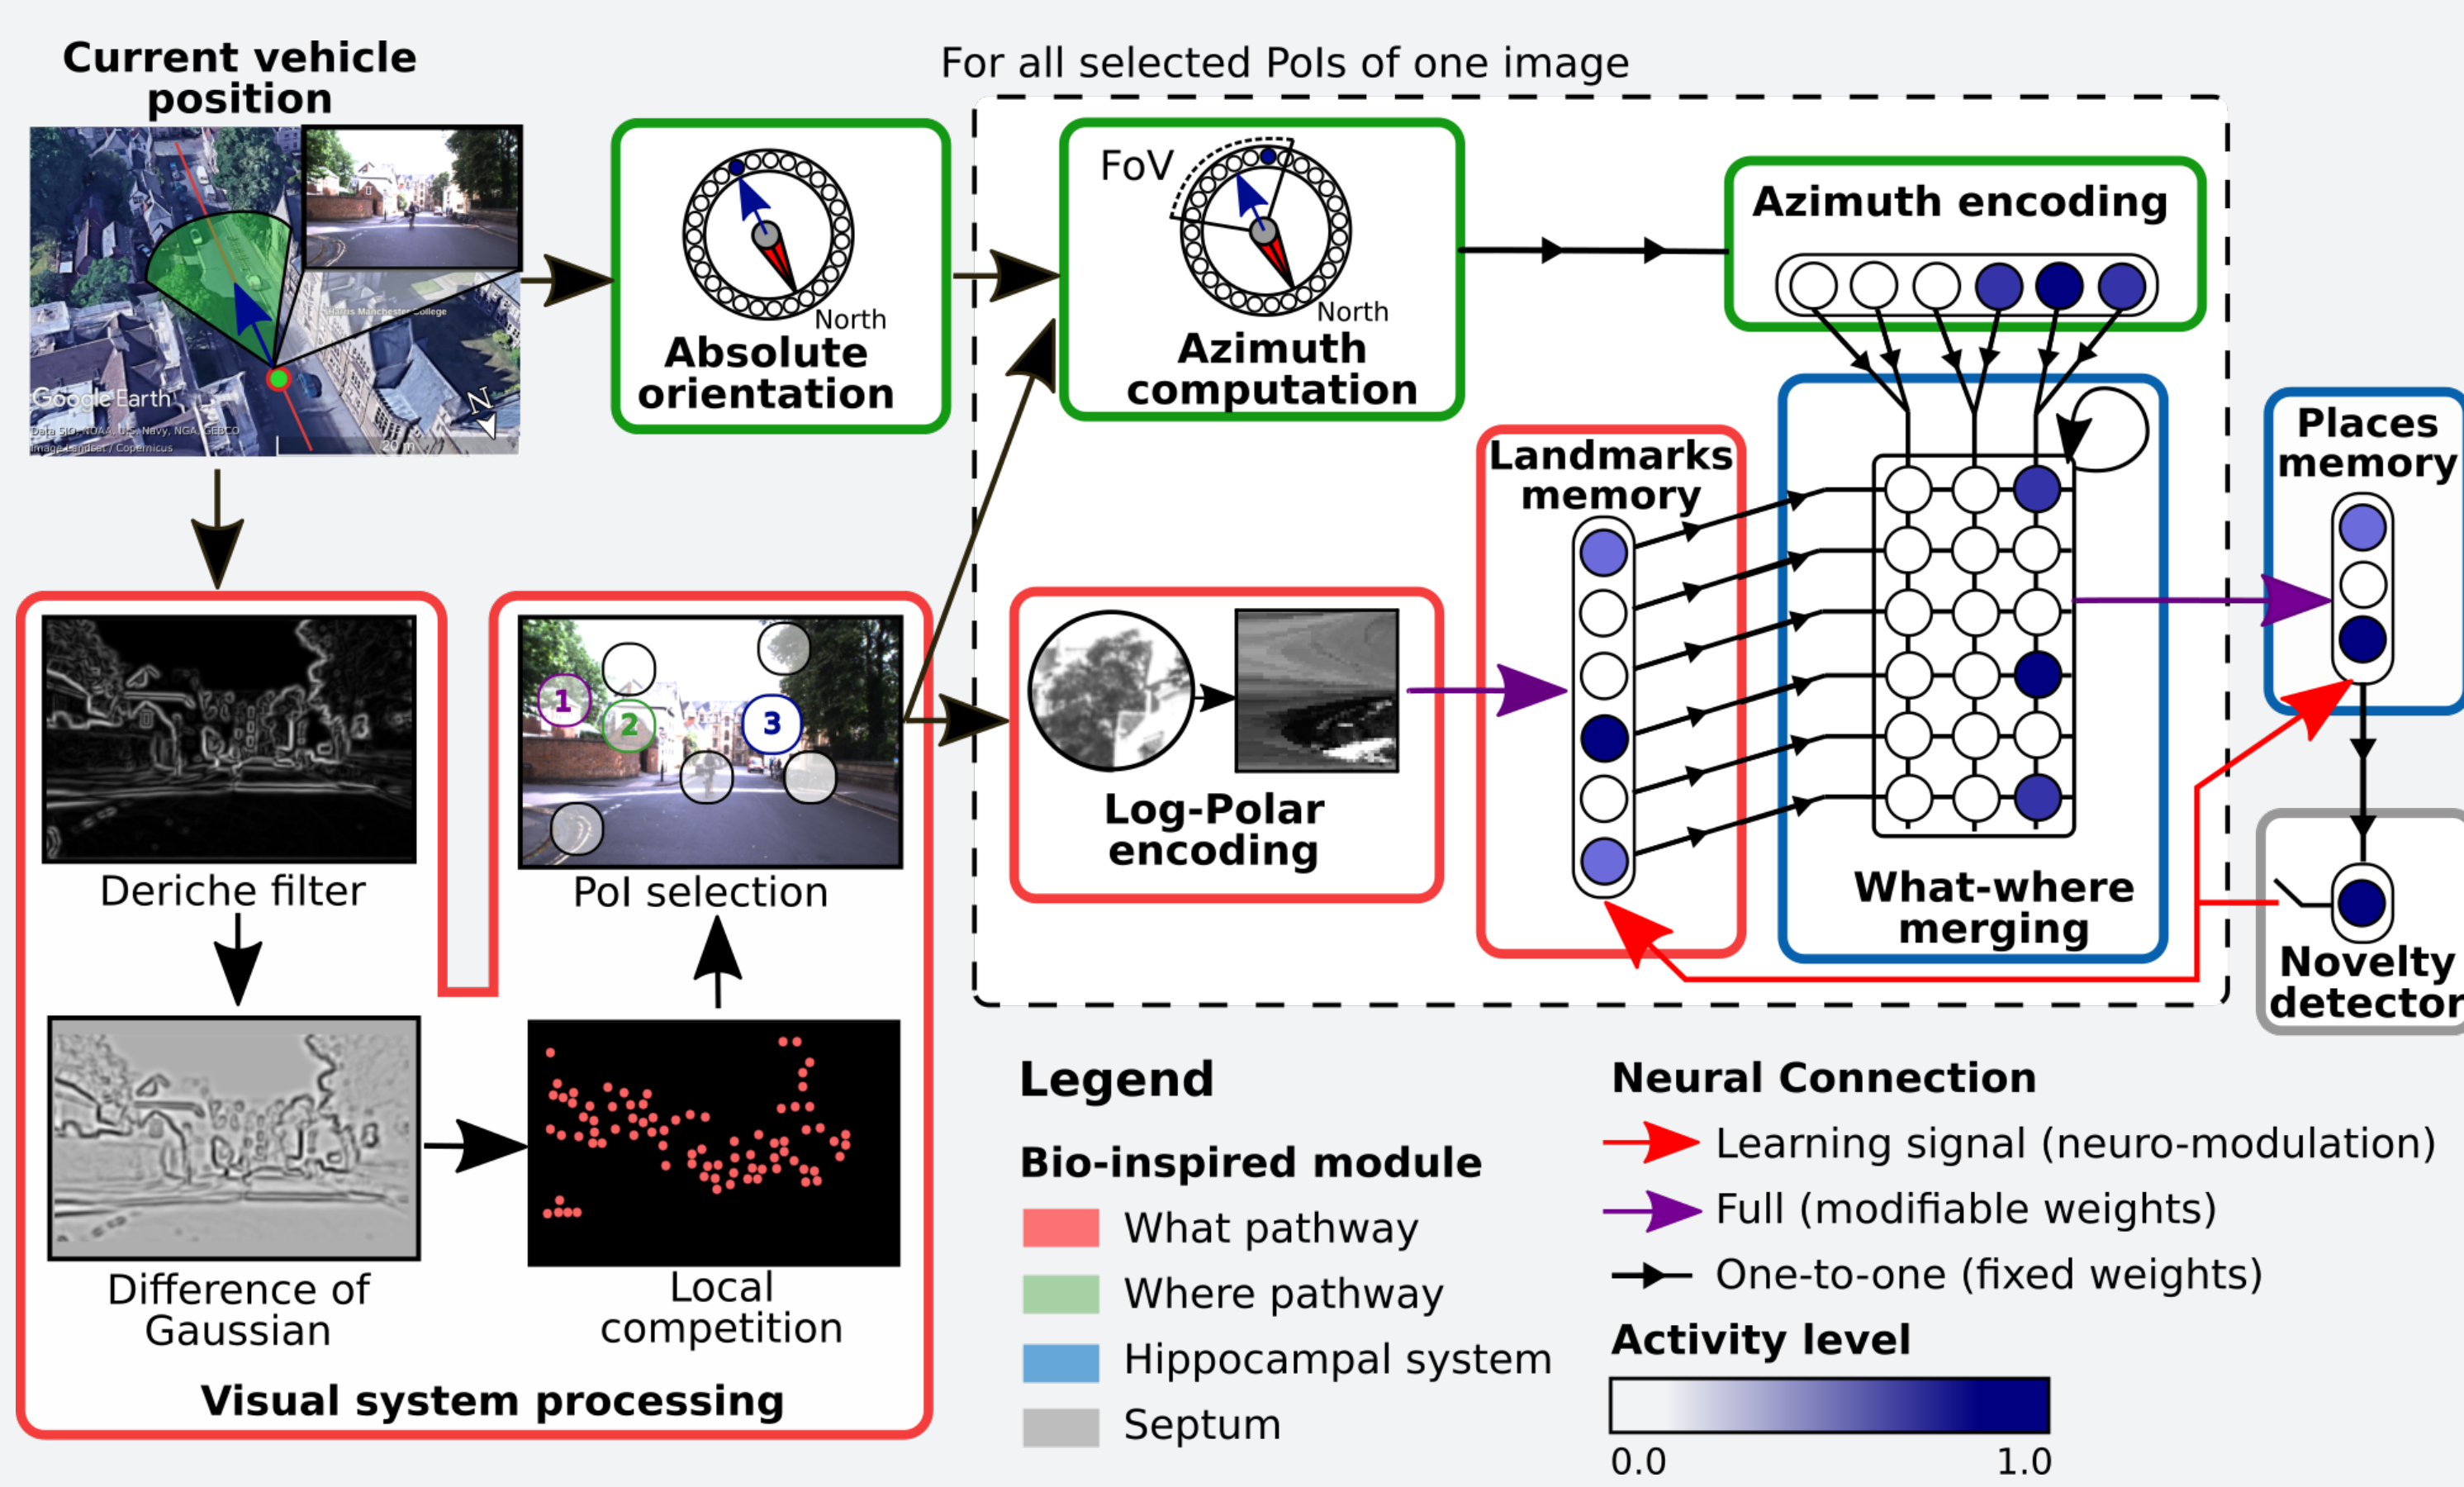 Current vehicle
position
Harris Manchester College
Google Earth
Data SIO, NOAA, U.S. Navy, NGA, GEBCO
Image Landsat / Copernicus
20 m
N
North
Absolute
orientation
For all selected PoIs of one image
FoV
North
Azimuth
computation
Azimuth encoding
Landmarks
memory
Places
memory
1
2
3
Deriche filter
PoI selection
Log-Polar
encoding
What-where
merging
Novelty
detector
Difference of
Gaussian
Local
competition
Visual system processing
Legend
Bio-inspired module
What pathway
Where pathway
Hippocampal system
Septum
Neural Connection
Learning signal (neuro-modulation)
Full (modifiable weights)
One-to-one (fixed weights)
Activity level
0.0
1.0